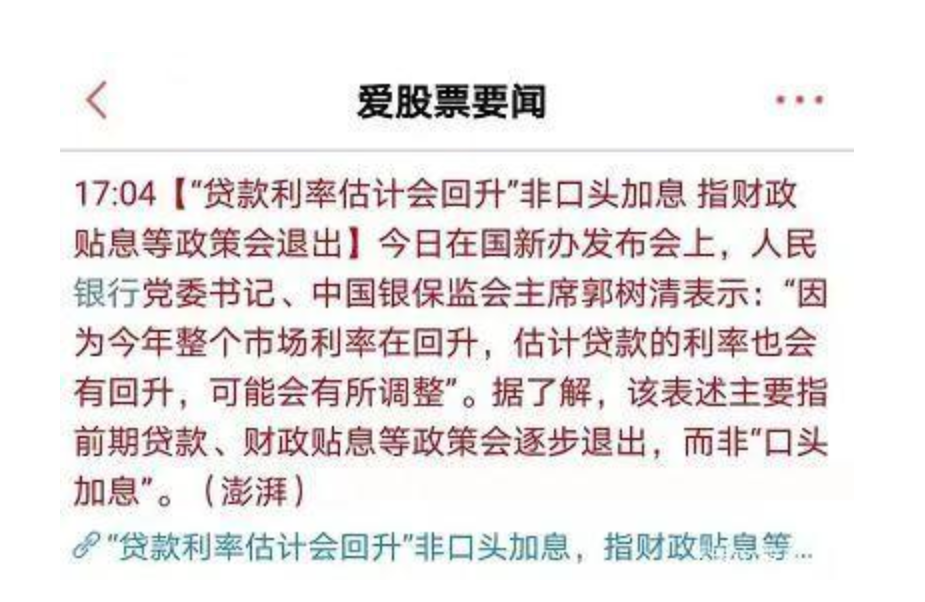 爱股票要闻
17:04【“贷款利率估计会回升”非口头加息 指财政
贴息等政策会退出】今日在国新办发布会上，人民
银行党委书记、中国银保监会主席郭树清表示：“因
为今年整个市场利率在回升，估计贷款的利率也会
有回升，可能会有所调整”。据了解，该表述主要指
前期贷款、财政贴息等政策会逐步退出，而非“口头
加息”。（澎湃）
“贷款利率估计会回升”非口头加息，指财政贴息等...